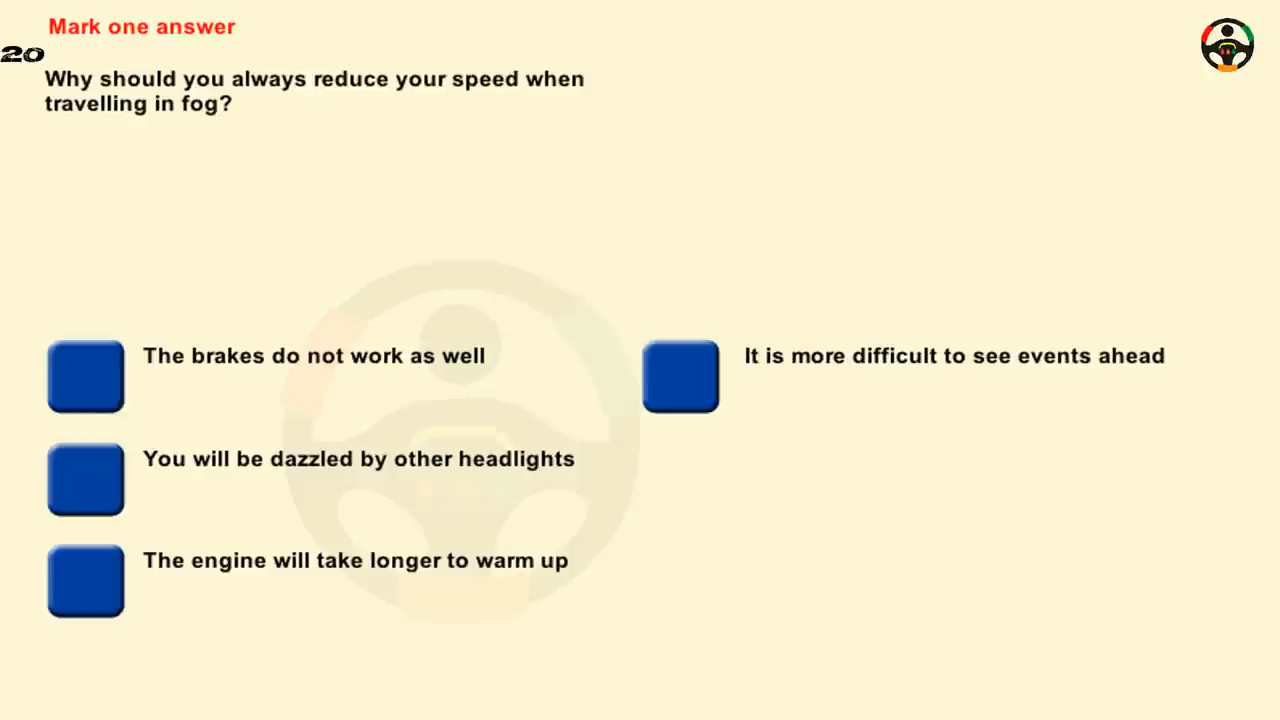 Mark one answer
20
Why should you always reduce your speed when
travelling in fog?
The brakes do not work as well
It is more difficult to see events ahead
You will be dazzled by other headlights
The engine will take longer to warm up